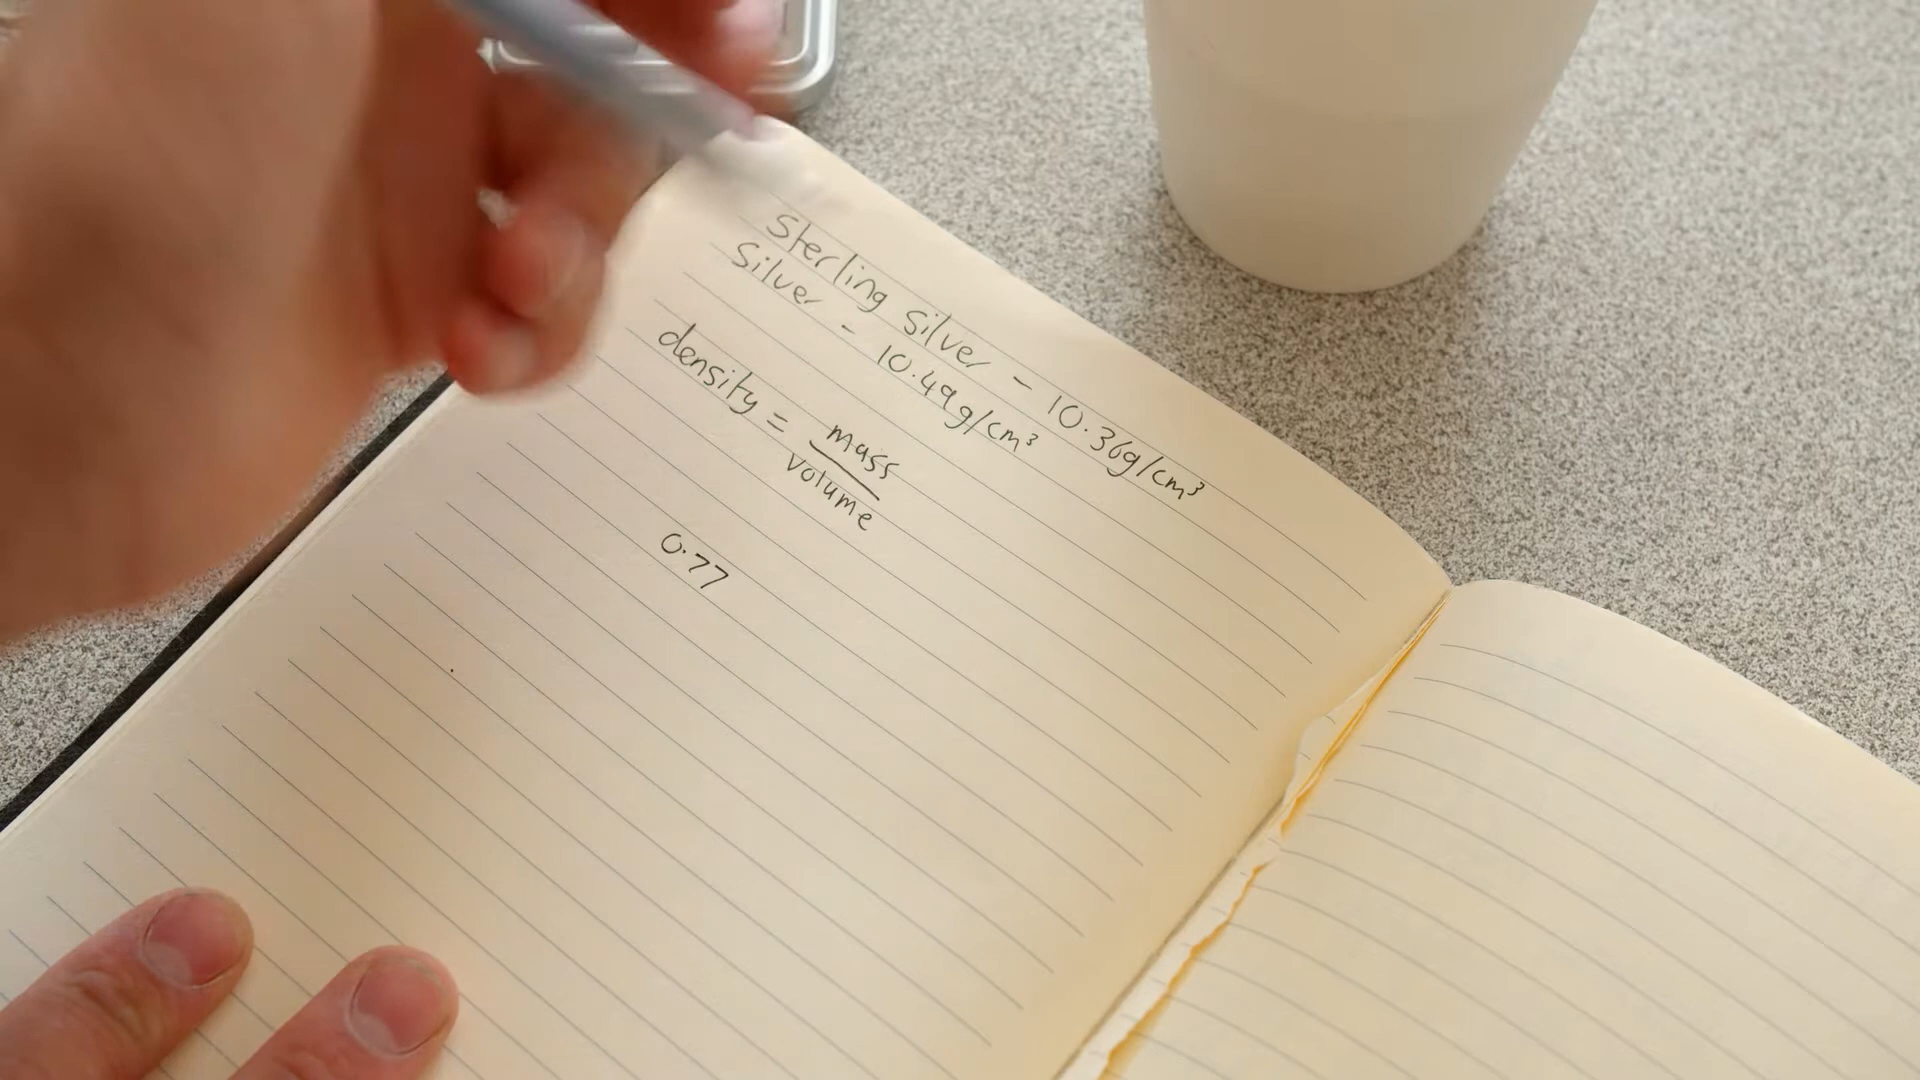 Sterling silver - 10.36g/cm³
Silver - 10.49g/cm³
density = mass
volume
0.77